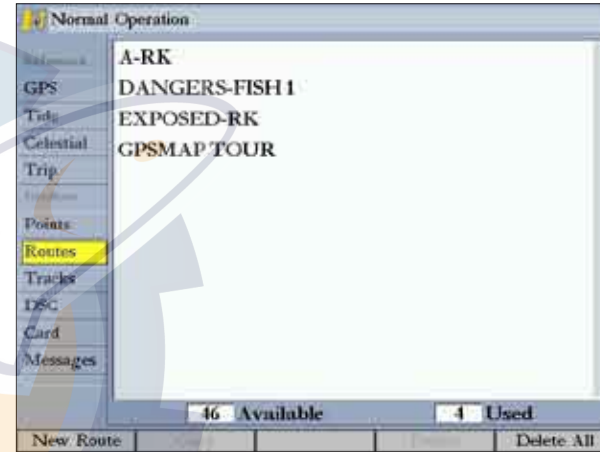 Normal Operation
GPS
Tide
Celestial
Trip
Points
Routes
Tracks
DSC
Card
Messages
A-RK
DANGERS-FISH 1
EXPOSED-RK
GPSMAP TOUR
46 Available
4 Used
New Route
Delete All